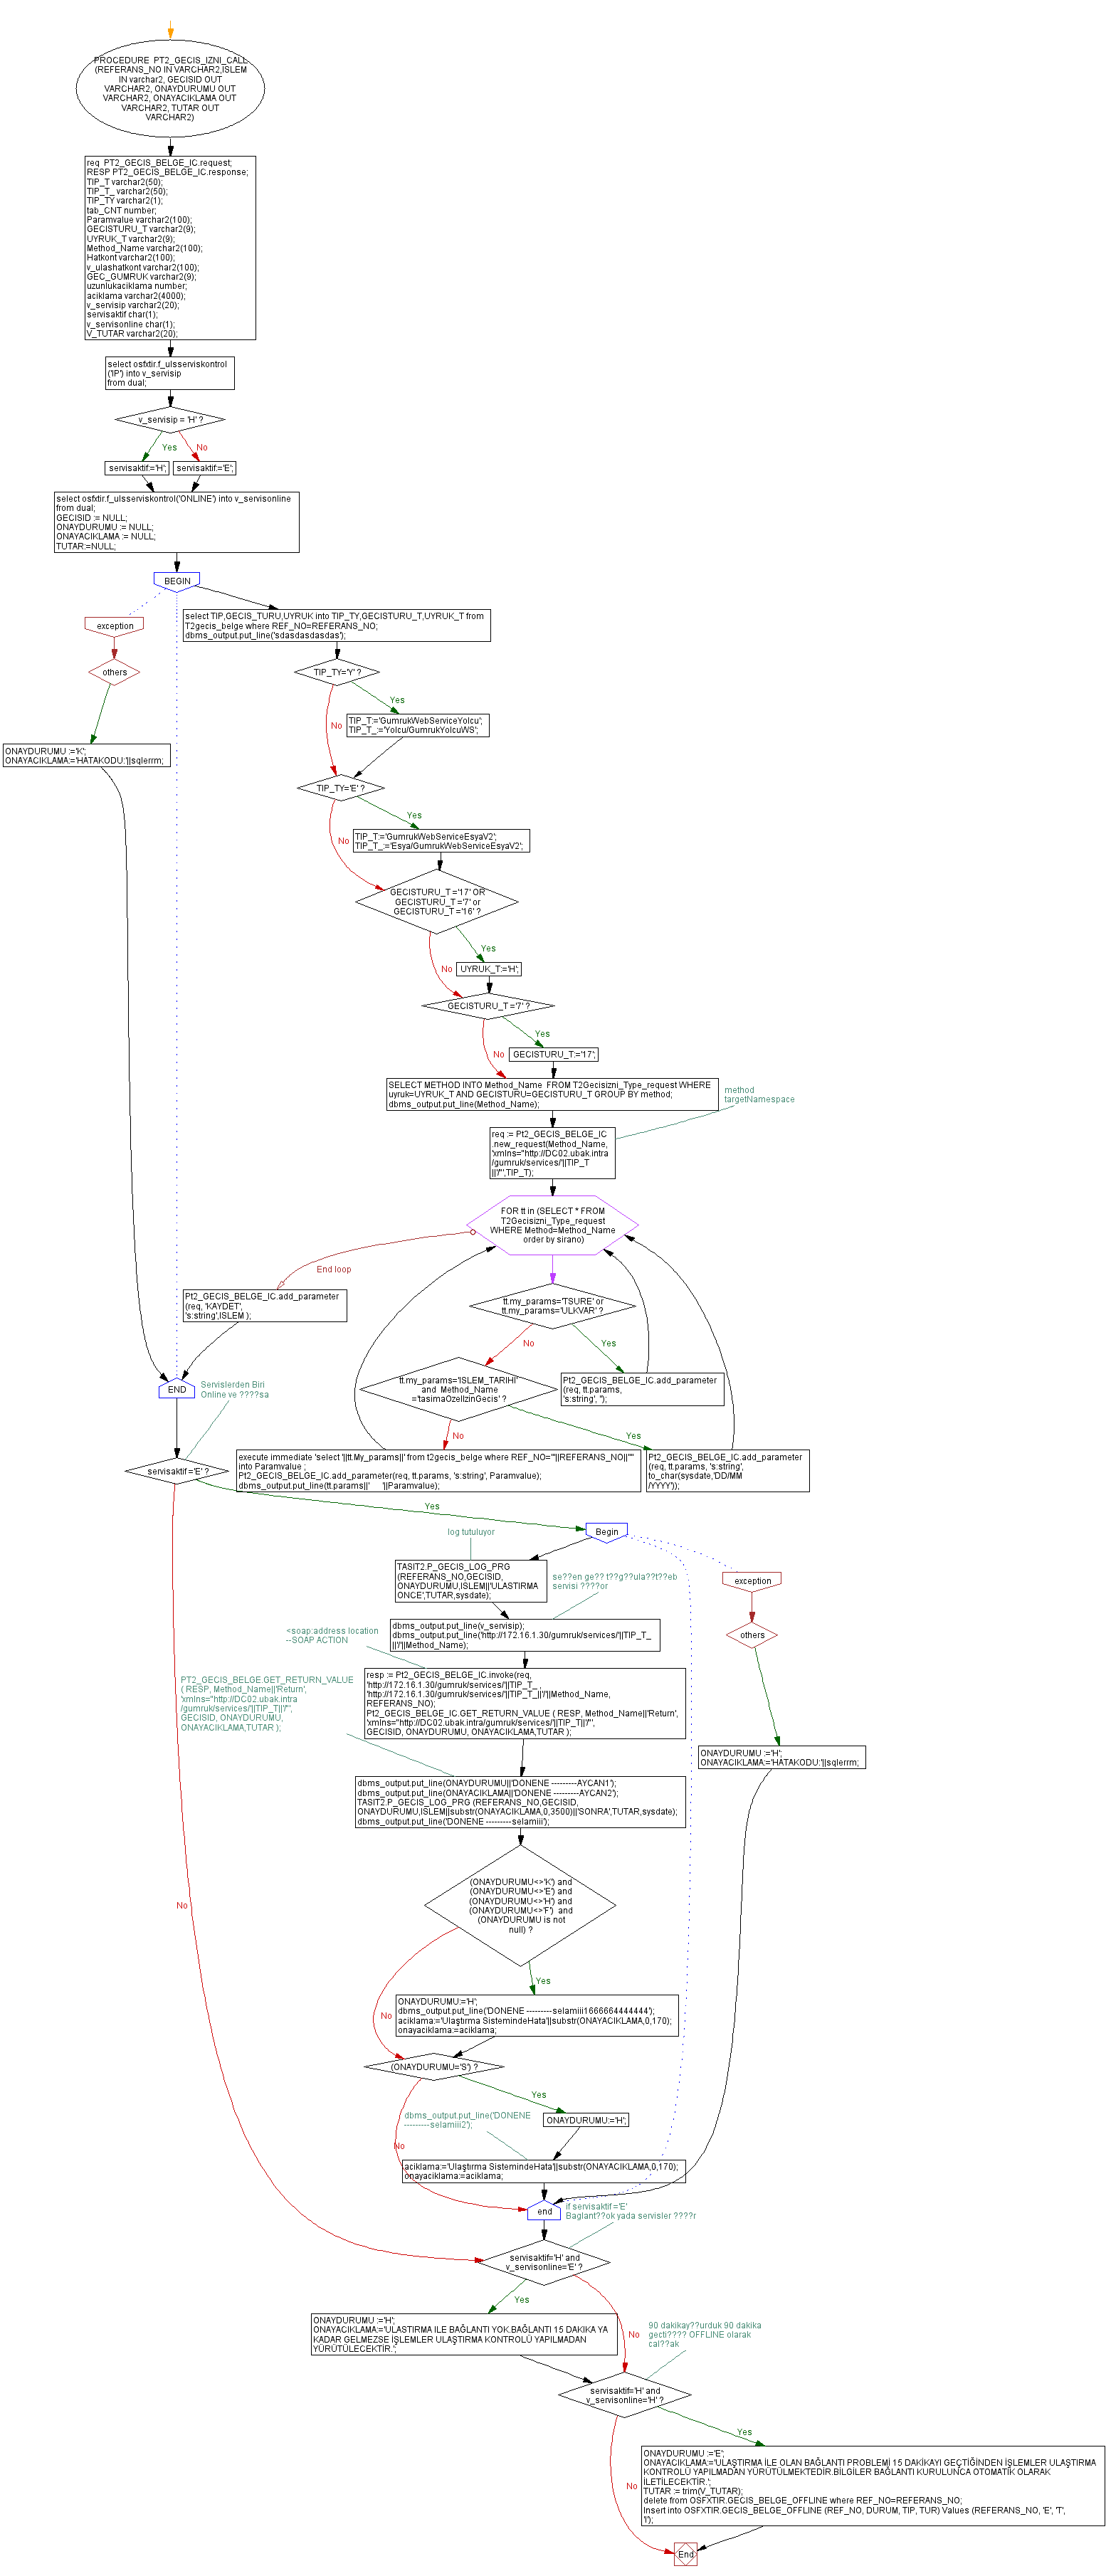 PROCEDURE  PT2_GECIS_IZNI_CALL
(REFERANS_NO IN VARCHAR2,ISLEM
IN varchar2, GECISID OUT
VARCHAR2, ONAYDURUMU OUT
VARCHAR2, ONAYACIKLAMA OUT
VARCHAR2, TUTAR OUT
VARCHAR2)
req  PT2_GECIS_BELGE_IC.request;
RESP PT2_GECIS_BELGE_IC.response;
TIP_T varchar2(50);
TIP_T_ varchar2(50);
TIP_TY varchar2(1);
tab_CNT number;
Paramvalue varchar2(100);
GECISTURU_T varchar2(9);
UYRUK_T varchar2(9);
Method_Name varchar2(100);
Hatkont varchar2(100);
v_ulashatkont varchar2(100);
GEC_GUMRUK varchar2(9);
uzunlukaciklama number;
aciklama varchar2(4000);
v_servisip varchar2(20);
servisaktif char(1);
v_servisonline char(1);
V_TUTAR varchar2(20);
select osfxtir.f_ulsserviskontrol
('IP') into v_servisip
from dual;
v_servisip = 'H' ?
Yes
No
servisaktif:='H';
servisaktif:='E';
select osfxtir.f_ulsserviskontrol('ONLINE') into v_servisonline
from dual;
GECISID := NULL;
ONAYDURUMU := NULL;
ONAYACIKLAMA := NULL;
TUTAR:=NULL;
BEGIN
exception
others
ONAYDURUMU :='K';
ONAYACIKLAMA:='HATAKODU:'||sqlerrm;
select TIP,GECIS_TURU,UYRUK into TIP_TY,GECISTURU_T,UYRUK_T from
T2gecis_belge where REF_NO=REFERANS_NO;
dbms_output.put_line('sdasdasdasdas');
TIP_TY='Y' ?
Yes
No
TIP_T:='GumrukWebServiceYolcu';
TIP_T_:='Yolcu/GumrukYolcuWS';
TIP_TY='E' ?
Yes
No
TIP_T:='GumrukWebServiceEsyaV2';
TIP_T_:='Esya/GumrukWebServiceEsyaV2';
GECISTURU_T ='17' OR
GECISTURU_T ='7' or
GECISTURU_T ='16' ?
Yes
No
UYRUK_T:='H';
GECISTURU_T ='7' ?
Yes
No
GECISTURU_T:='17';
SELECT METHOD INTO Method_Name  FROM T2Gecisizni_Type_request WHERE
uyruk=UYRUK_T AND GECISTURU=GECISTURU_T GROUP BY method;
dbms_output.put_line(Method_Name);
method
targetNamespace
req := Pt2_GECIS_BELGE_IC
.new_request(Method_Name,
'xmlns="http://DC02.ubak.intra
/gumruk/services/'||TIP_T
||'/"',TIP_T);
FOR tt in (SELECT * FROM
T2Gecisizni_Type_request
WHERE Method=Method_Name
order by sirano)
End loop
Pt2_GECIS_BELGE_IC.add_parameter
(req, 'KAYDET',
's:string',ISLEM );
tt.my_params='TSURE' or
tt.my_params='ULKVAR' ?
No
Yes
tt.my_params='ISLEM_TARIHI'
and  Method_Name
='tasimaOzelIzinGecis' ?
Pt2_GECIS_BELGE_IC.add_parameter
(req, tt.params,
's:string', '');
No
Yes
execute immediate 'select '||tt.My_params||' from t2gecis_belge where REF_NO='''||REFERANS_NO||''''
into Paramvalue ;
Pt2_GECIS_BELGE_IC.add_parameter(req, tt.params, 's:string', Paramvalue);
dbms_output.put_line(tt.params||'      '||Paramvalue);
Pt2_GECIS_BELGE_IC.add_parameter
(req, tt.params, 's:string',
to_char(sysdate,'DD/MM
/YYYY'));
END
Servislerden Biri
Online ve ????sa
servisaktif ='E' ?
Yes
No
Begin
log tutuluyor
TASIT2.P_GECIS_LOG_PRG
(REFERANS_NO,GECISID,
ONAYDURUMU,ISLEM||'ULASTIRMA
ONCE',TUTAR,sysdate);
se??en ge?? t??g??ula??t??eb
servisi ????or
exception
others
dbms_output.put_line(v_servisip);
dbms_output.put_line('http://172.16.1.30/gumruk/services/'||TIP_T_
||'/'||Method_Name);
<soap:address location
--SOAP ACTION
resp := Pt2_GECIS_BELGE_IC.invoke(req,
'http://172.16.1.30/gumruk/services/'||TIP_T_ ,
'http://172.16.1.30/gumruk/services/'||TIP_T_||'/'||Method_Name,
REFERANS_NO);
Pt2_GECIS_BELGE_IC.GET_RETURN_VALUE ( RESP, Method_Name||'Return',
'xmlns="http://DC02.ubak.intra/gumruk/services/'||TIP_T||'/"',
GECISID, ONAYDURUMU, ONAYACIKLAMA,TUTAR );
PT2_GECIS_BELGE.GET_RETURN_VALUE
( RESP, Method_Name||'Return',
'xmlns="http://DC02.ubak.intra
/gumruk/services/'||TIP_T||'/"',
GECISID, ONAYDURUMU,
ONAYACIKLAMA,TUTAR );
ONAYDURUMU :='H';
ONAYACIKLAMA:='HATAKODU:'||sqlerrm;
dbms_output.put_line(ONAYDURUMU||'DONENE ---------AYCAN1');
dbms_output.put_line(ONAYACIKLAMA||'DONENE ---------AYCAN2');
TASIT2.P_GECIS_LOG_PRG (REFERANS_NO,GECISID,
ONAYDURUMU,ISLEM||substr(ONAYACIKLAMA,0,3500)||'SONRA',TUTAR,sysdate);
dbms_output.put_line('DONENE ---------selamiii');
(ONAYDURUMU<>'K') and
(ONAYDURUMU<>'E') and
(ONAYDURUMU<>'H') and
(ONAYDURUMU<>'F')  and
(ONAYDURUMU is not
null) ?
Yes
No
ONAYDURUMU:='H';
dbms_output.put_line('DONENE ---------selamiii1666664444444');
aciklama:='Ulaştırma SistemindeHata'||substr(ONAYACIKLAMA,0,170);
onayaciklama:=aciklama;
(ONAYDURUMU='S') ?
Yes
No
ONAYDURUMU:='H';
dbms_output.put_line('DONENE
---------selamiii2');
aciklama:='Ulaştırma SistemindeHata'||substr(ONAYACIKLAMA,0,170);
onayaciklama:=aciklama;
end
if servisaktif ='E'
Baglant??ok yada servisler ????r
servisaktif='H' and
v_servisonline='E' ?
Yes
No
ONAYDURUMU :='H';
ONAYACIKLAMA:='ULASTIRMA ILE BAĞLANTI YOK.BAĞLANTI 15 DAKIKA YA
KADAR GELMEZSE İŞLEMLER ULAŞTIRMA KONTROLÜ YAPILMADAN
YÜRÜTÜLECEKTİR.';
90 dakikay??urduk 90 dakika
gecti???? OFFLINE olarak
cal??ak
servisaktif='H' and
v_servisonline='H' ?
Yes
No
ONAYDURUMU :='E';
ONAYACIKLAMA:='ULAŞTIRMA İLE OLAN BAĞLANTI PROBLEMİ 15 DAKİKAYI GEÇTİĞİNDEN İŞLEMLER ULAŞTIRMA
KONTROLÜ YAPILMADAN YÜRÜTÜLMEKTEDİR.BİLGİLER BAĞLANTI KURULUNCA OTOMATİK OLARAK
İLETİLECEKTİR.';
TUTAR := trim(V_TUTAR);
delete from OSFXTIR.GECIS_BELGE_OFFLINE where REF_NO=REFERANS_NO;
Insert into OSFXTIR.GECIS_BELGE_OFFLINE (REF_NO, DURUM, TIP, TUR) Values (REFERANS_NO, 'E', 'T',
'I');
End